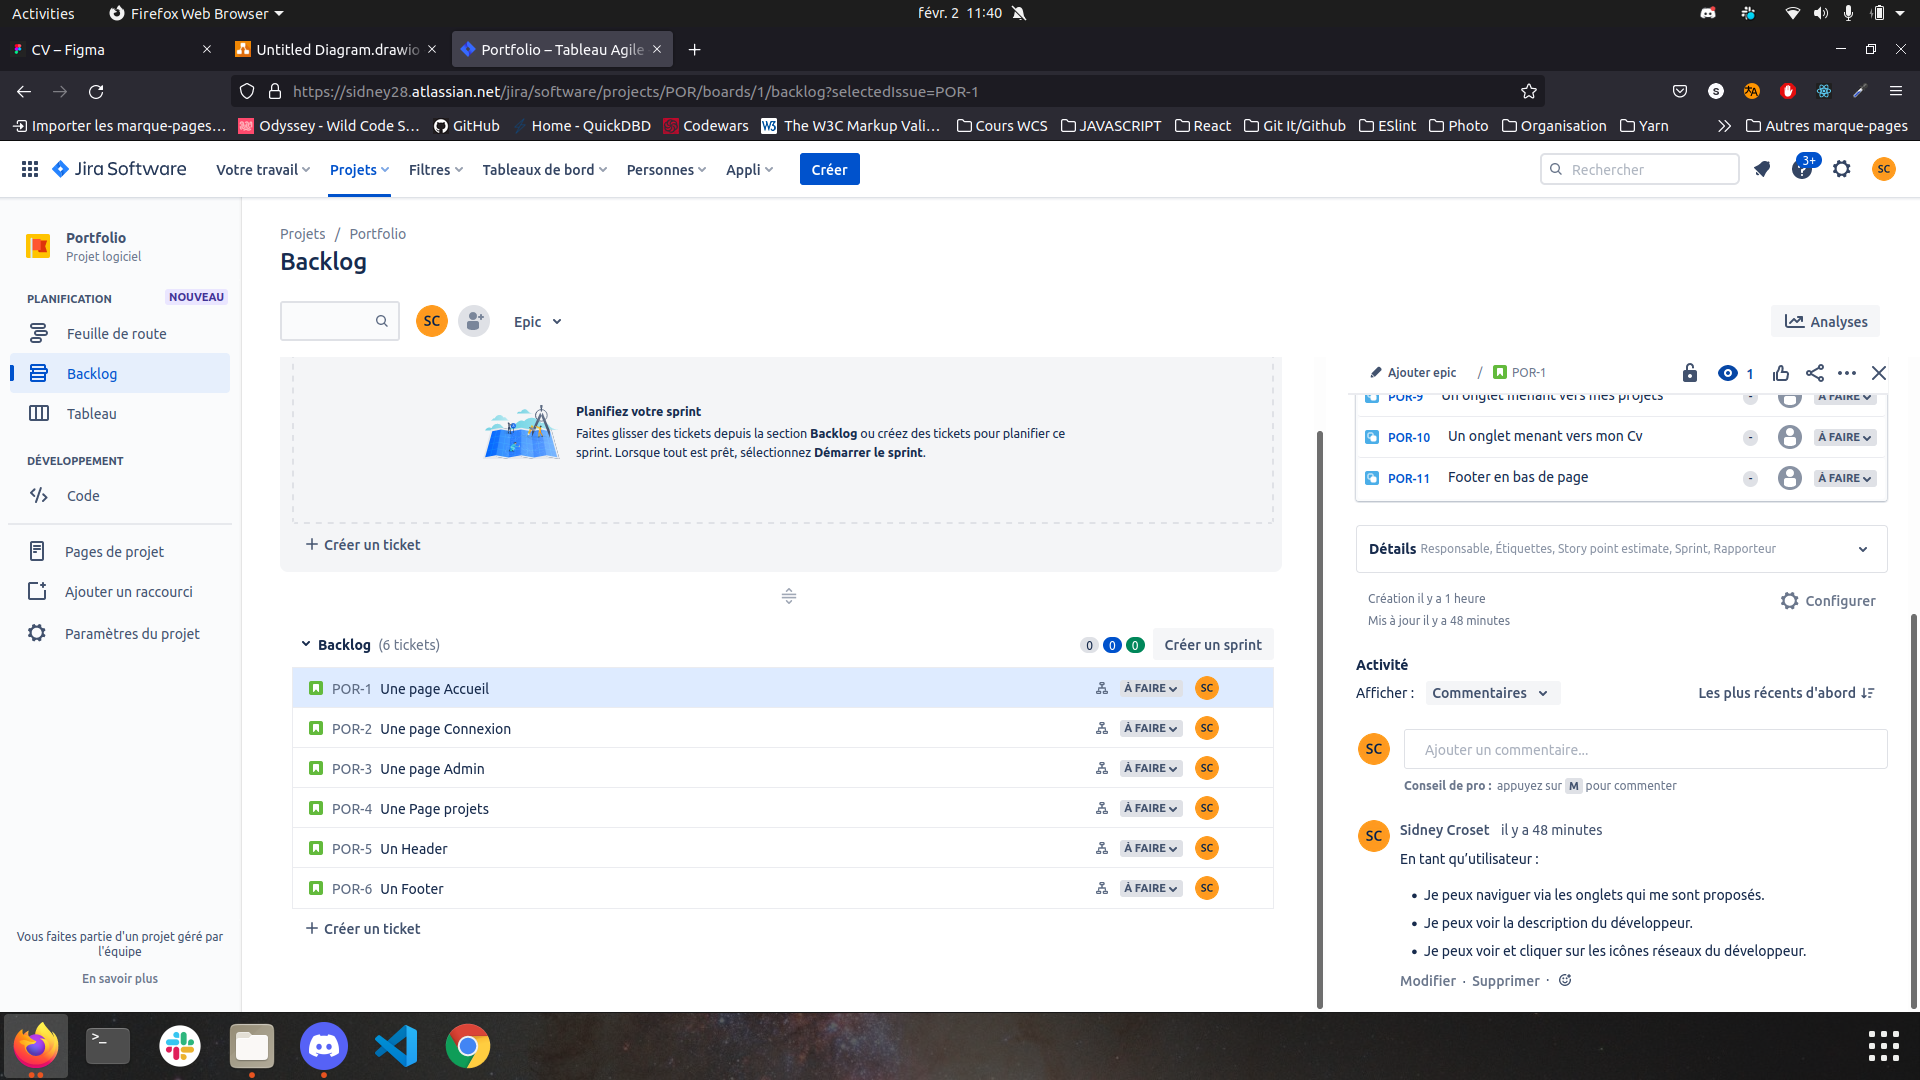 Activities
Firefox Web Browser
févr. 2 11:40
CV – Figma
Untitled Diagram.drawio
Portfolio – Tableau Agile
https://sidney28.atlassian.net/jira/software/projects/POR/boards/1/backlog?selectedIssue=POR-1
Importer les marque-pages…
Odyssey - Wild Code S…
GitHub
Home - QuickDBD
Codewars
The W3C Markup Vali…
Cours WCS
JAVASCRIPT
React
Git It/Github
ESlint
Photo
Organisation
Yarn
Autres marque-pages
Jira Software
Votre travail
Projets
Filtres
Tableaux de bord
Personnes
Appli
Créer
Rechercher
3+
SC
Portfolio
Projet logiciel
PLANIFICATION
NOUVEAU
Feuille de route
Backlog
Tableau
DÉVELOPPEMENT
Code
Pages de projet
Ajouter un raccourci
Paramètres du projet
Vous faites partie d'un projet géré par
l'équipe
En savoir plus
Projets / Portfolio
Backlog
SC
Epic
Analyses
Planifiez votre sprint
Faites glisser des tickets depuis la section Backlog ou créez des tickets pour planifier ce
sprint. Lorsque tout est prêt, sélectionnez Démarrer le sprint.
+ Créer un ticket
Backlog (6 tickets)
0 0 0
Créer un sprint
POR-1 Une page Accueil À FAIRE SC
POR-2 Une page Connexion À FAIRE SC
POR-3 Une page Admin À FAIRE SC
POR-4 Une Page projets À FAIRE SC
POR-5 Un Header À FAIRE SC
POR-6 Un Footer À FAIRE SC
+ Créer un ticket
Ajouter epic / POR-1
1
POR-9 Un onglet menant vers mes projets - À FAIRE
POR-10 Un onglet menant vers mon Cv - À FAIRE
POR-11 Footer en bas de page - À FAIRE
Détails Responsable, Étiquettes, Story point estimate, Sprint, Rapporteur
Création il y a 1 heure
Configurer
Mis à jour il y a 48 minutes
Activité
Afficher : Commentaires
Les plus récents d'abord
SC
Ajouter un commentaire…
Conseil de pro : appuyez sur M pour commenter
SC
Sidney Croset il y a 48 minutes
En tant qu’utilisateur :
• Je peux naviguer via les onglets qui me sont proposés.
• Je peux voir la description du développeur.
• Je peux voir et cliquer sur les icônes réseaux du développeur.
Modifier · Supprimer ·